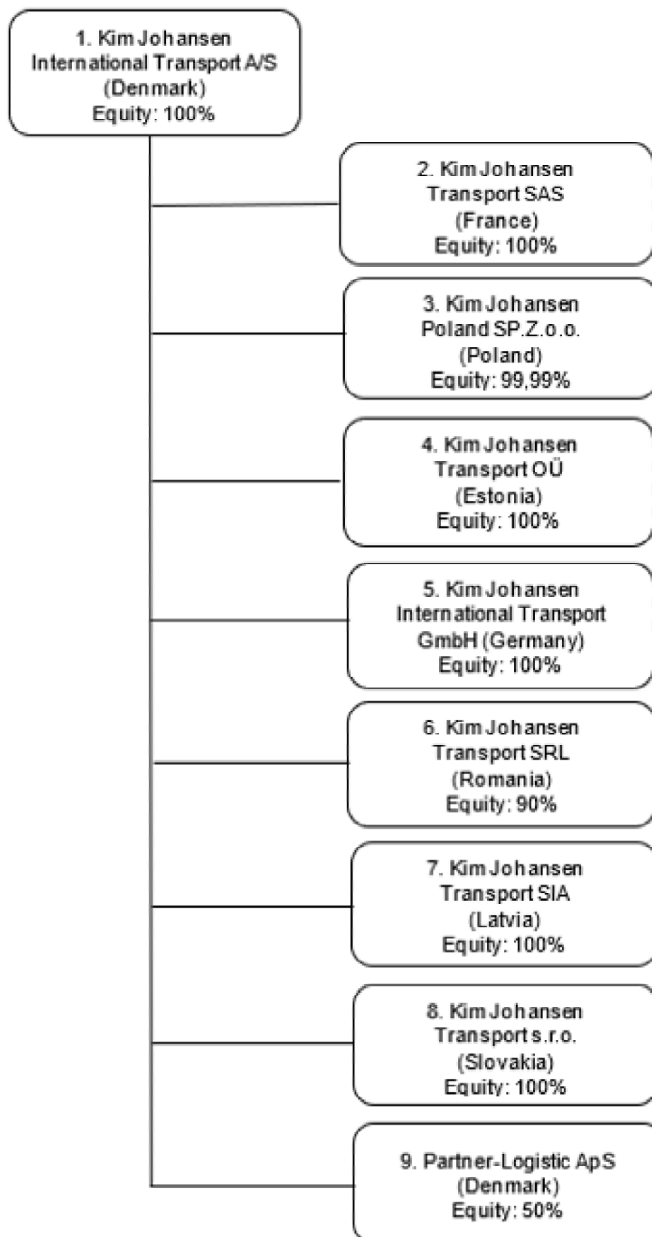 1. Kim Johansen
International Transport A/S
(Denmark)
Equity: 100%
2. Kim Johansen
Transport SAS
(France)
Equity: 100%
3. Kim Johansen
Poland SP.Z.o.o.
(Poland)
Equity: 99,99%
4. Kim Johansen
Transport OÜ
(Estonia)
Equity: 100%
5. Kim Johansen
International Transport
GmbH (Germany)
Equity: 100%
6. Kim Johansen
Transport SRL
(Romania)
Equity: 90%
7. Kim Johansen
Transport SIA
(Latvia)
Equity: 100%
8. Kim Johansen
Transport s.r.o.
(Slovakia)
Equity: 100%
9. Partner-Logistic ApS
(Denmark)
Equity: 50%